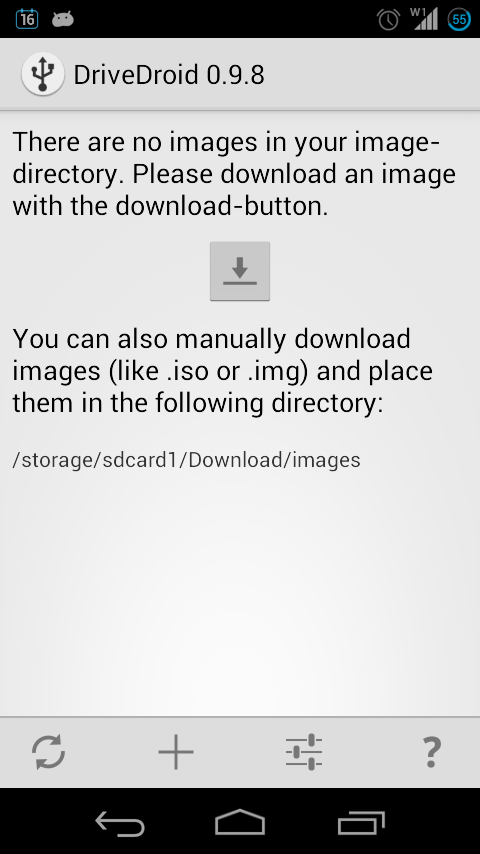 16 W1 55
DriveDroid 0.9.8
There are no images in your image-
directory. Please download an image
with the download-button.
You can also manually download
images (like .iso or .img) and place
them in the following directory:
/storage/sdcard1/Download/images
?